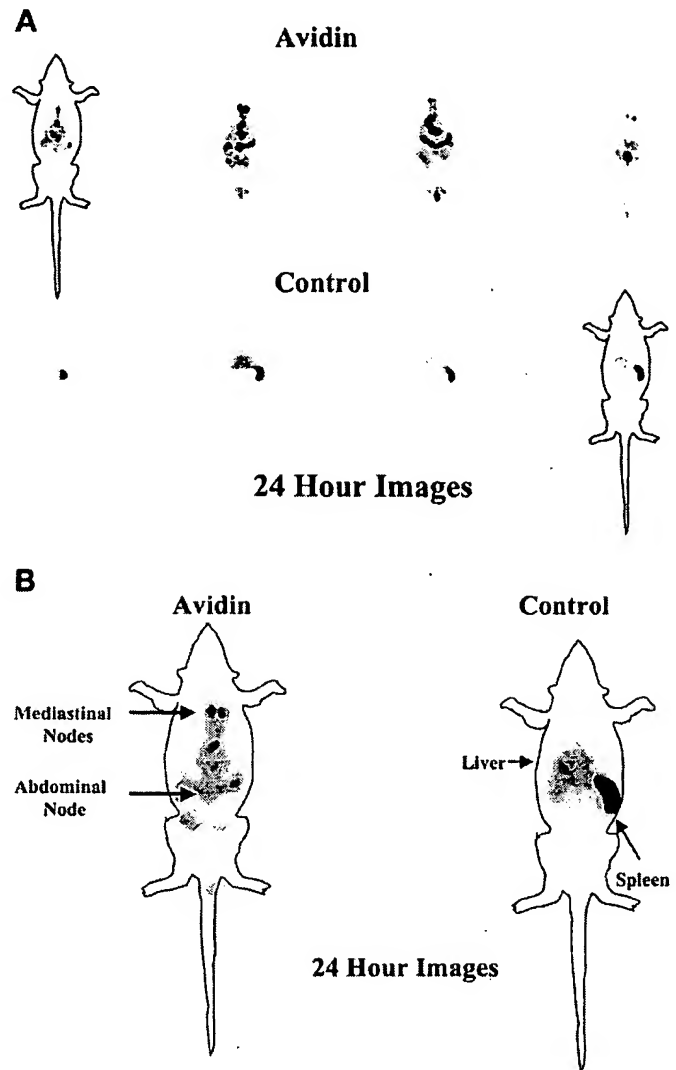 A
Avidin
Control
24 Hour Images
B
Avidin
Control
Mediastinal
Nodes
Abdominal
Node
Liver
Spleen
24 Hour Images